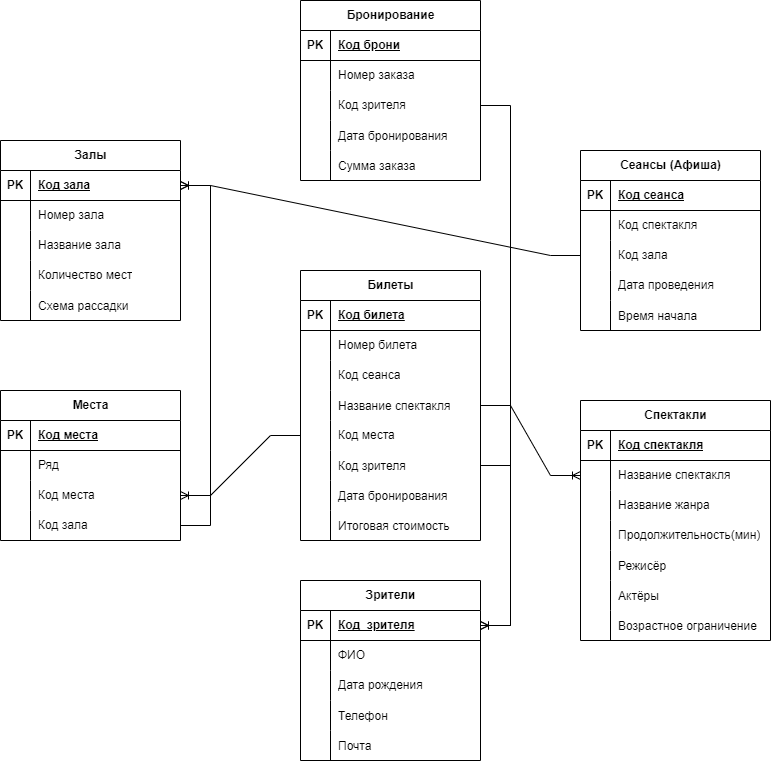 Бронирование
PK Код брони
Номер заказа
Код зрителя
Дата бронирования
Сумма заказа
Залы
PK Код зала
Номер зала
Название зала
Количество мест
Схема рассадки
Сеансы (Афиша)
PK Код сеанса
Код спектакля
Код зала
Дата проведения
Время начала
Билеты
PK Код билета
Номер билета
Код сеанса
Название спектакля
Код места
Код зрителя
Дата бронирования
Итоговая стоимость
Места
PK Код места
Ряд
Код места
Код зала
Спектакли
PK Код спектакля
Название спектакля
Название жанра
Продолжительность(мин)
Режисёр
Актёры
Возрастное ограничение
Зрители
PK Код_зрителя
ФИО
Дата рождения
Телефон
Почта